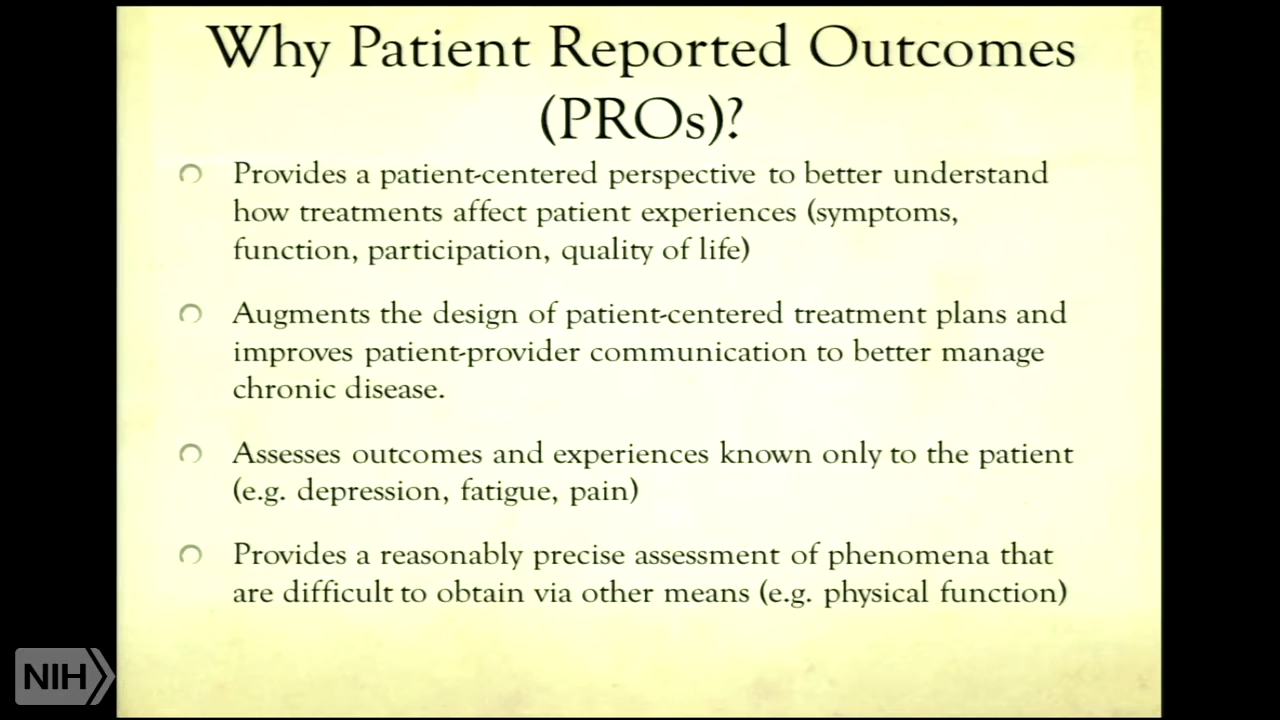 Why Patient Reported Outcomes
(PROs)?
Provides a patient-centered perspective to better understand
how treatments affect patient experiences (symptoms,
function, participation, quality of life)
Augments the design of patient-centered treatment plans and
improves patient-provider communication to better manage
chronic disease.
Assesses outcomes and experiences known only to the patient
(e.g. depression, fatigue, pain)
Provides a reasonably precise assessment of phenomena that
are difficult to obtain via other means (e.g. physical function)
NIH